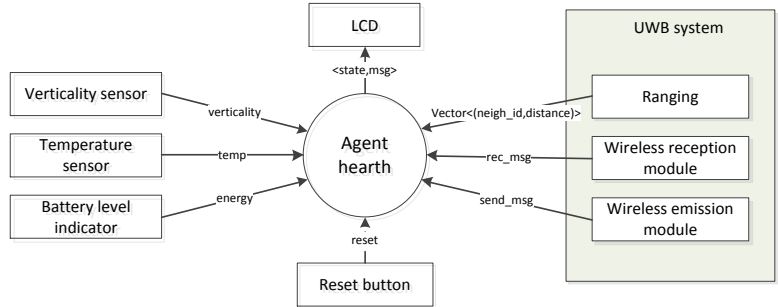 LCD
UWB system
<state,msg>
Verticality sensor
verticality
Vector<(neigh_id,distance)>
Ranging
Agent
hearth
Temperature
sensor
temp
rec_msg
Wireless reception
module
Battery level
indicator
energy
send_msg
Wireless emission
module
reset
Reset button